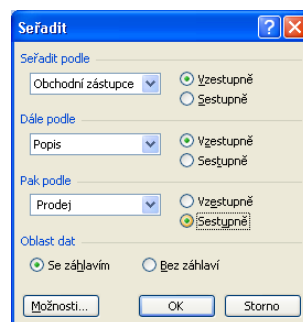 Seřadit
Seřadit podle
Obchodní zástupce
Vzestupně
Sestupně
Dále podle
Popis
Vzestupně
Sestupně
Pak podle
Prodej
Vzestupně
Sestupně
Oblast dat
Se záhlavím
Bez záhlaví
Možnosti...
OK
Storno